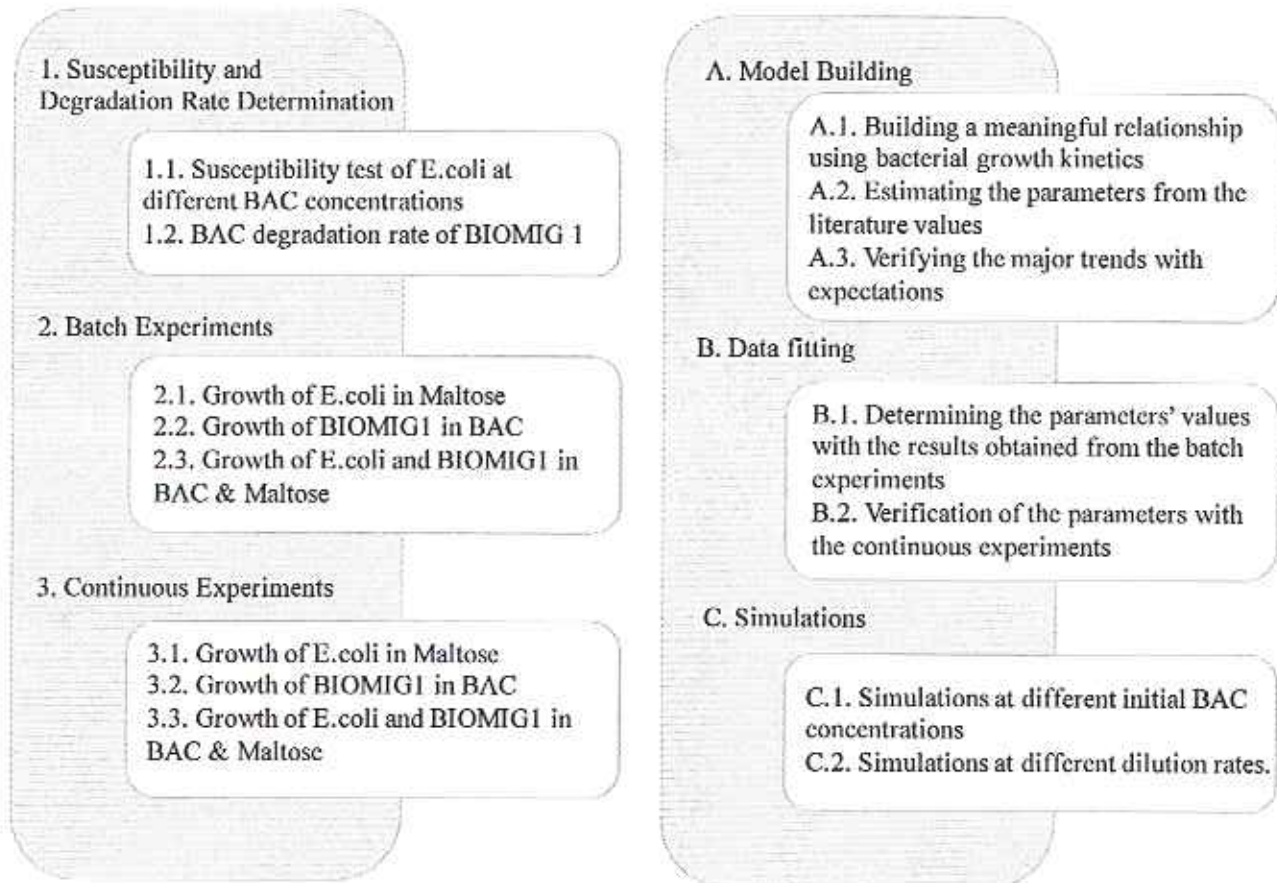 1. Susceptibility and
Degradation Rate Determination
1.1. Susceptibility test of E.coli at
different BAC concentrations
1.2. BAC degradation rate of BIOMIG 1
2. Batch Experiments
2.1. Growth of E.coli in Maltose
2.2. Growth of BIOMIG1 in BAC
2.3. Growth of E.coli and BIOMIG1 in
BAC & Maltose
3. Continuous Experiments
3.1. Growth of E.coli in Maltose
3.2. Growth of BIOMIG1 in BAC
3.3. Growth of E.coli and BIOMIG1 in
BAC & Maltose
A. Model Building
A.1. Building a meaningful relationship
using bacterial growth kinetics
A.2. Estimating the parameters from the
literature values
A.3. Verifying the major trends with
expectations
B. Data fitting
B.1. Determining the parameters' values
with the results obtained from the batch
experiments
B.2. Verification of the parameters with
the continuous experiments
C. Simulations
C.1. Simulations at different initial BAC
concentrations
C.2. Simulations at different dilution rates.